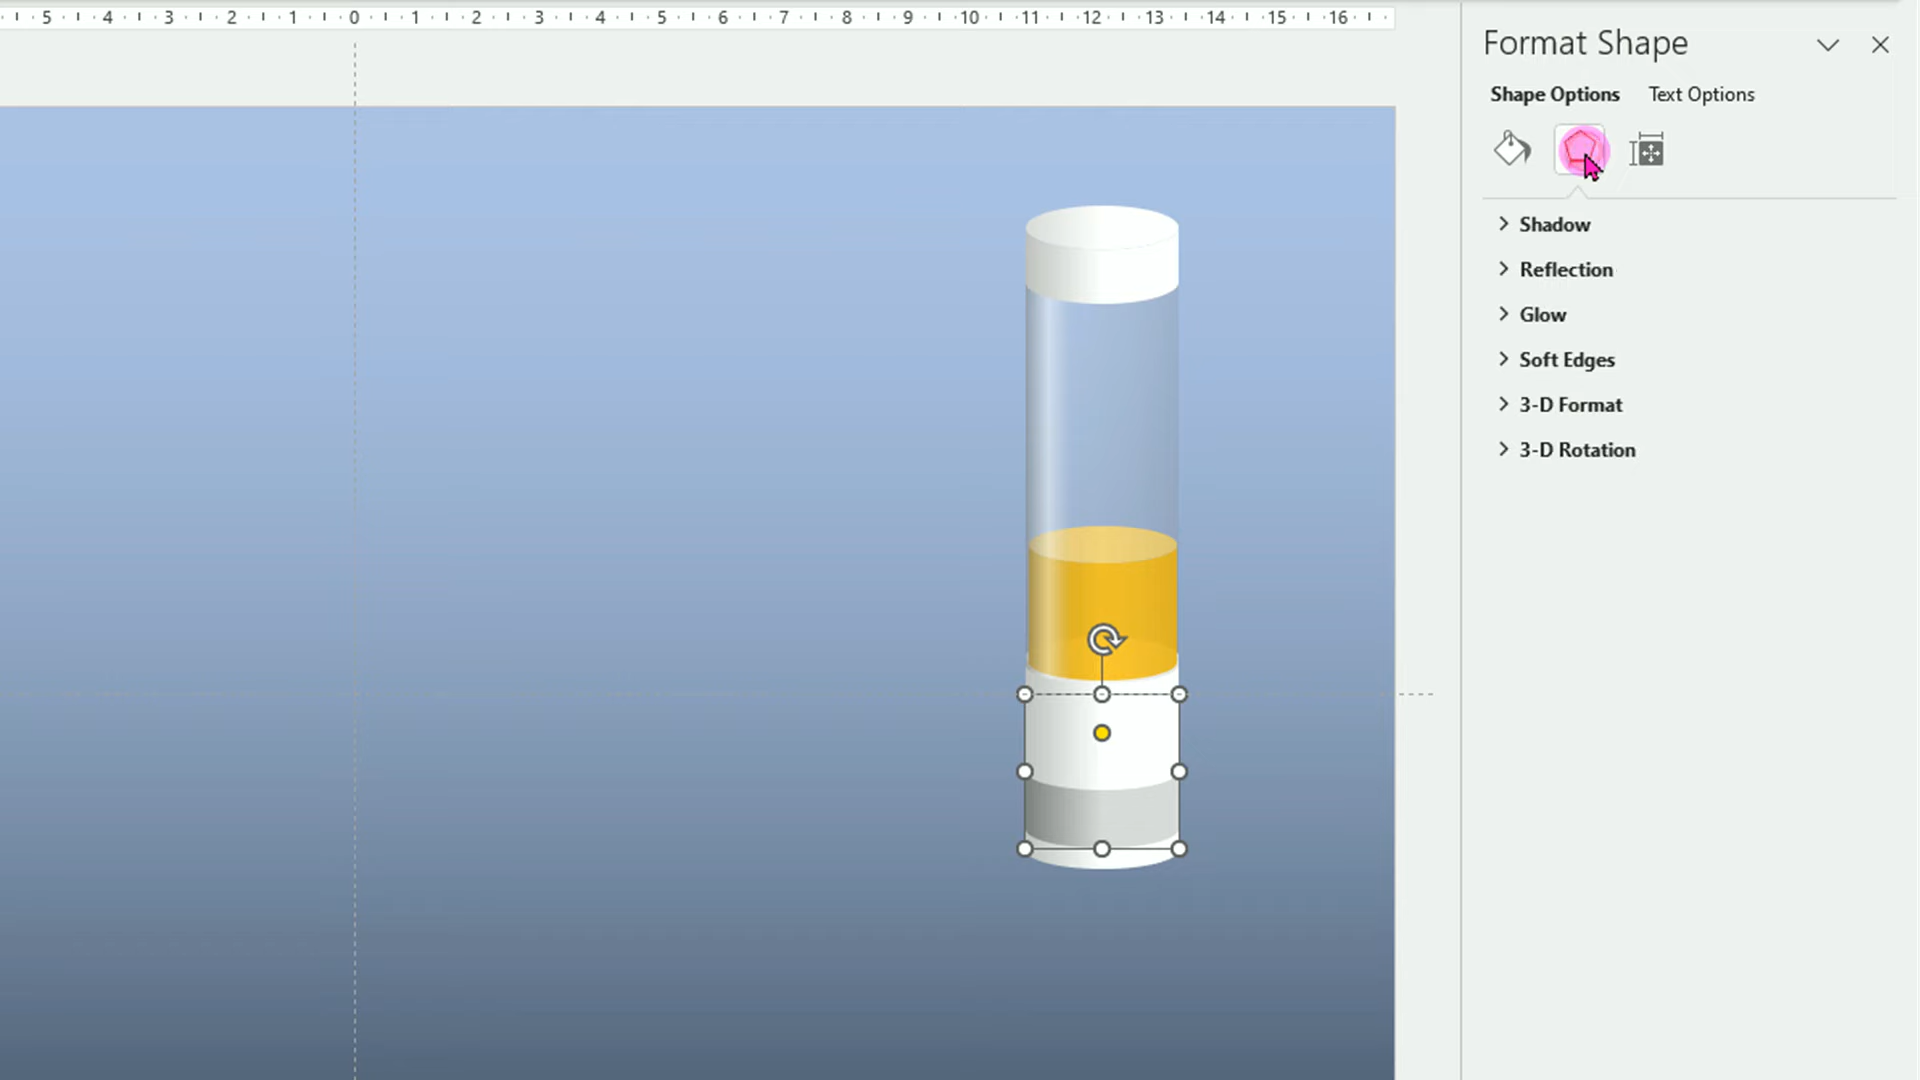 5 4 3 2 1 0 1 2 3 4 5 6 7 8 9 10 11 12 13 14 15 16
Format Shape
Shape Options Text Options
Shadow
Reflection
Glow
Soft Edges
3-D Format
3-D Rotation